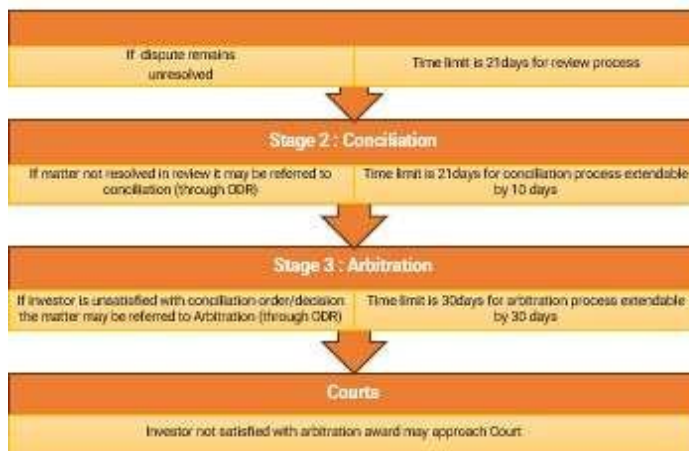 If dispute remains
unresolved
Time limit is 21days for review process
Stage 2 : Conciliation
If matter not resolved in review it may be referred to
conciliation (through ODR)
Time limit is 21days for conciliation process extendable
by 10 days
Stage 3 : Arbitration
If investor is unsatisfied with conciliation order/decision
the matter may be referred to Arbitration (through ODR)
Time limit is 30days for arbitration process extendable
by 30 days
Courts
Investor not satisfied with arbitration award may approach Court